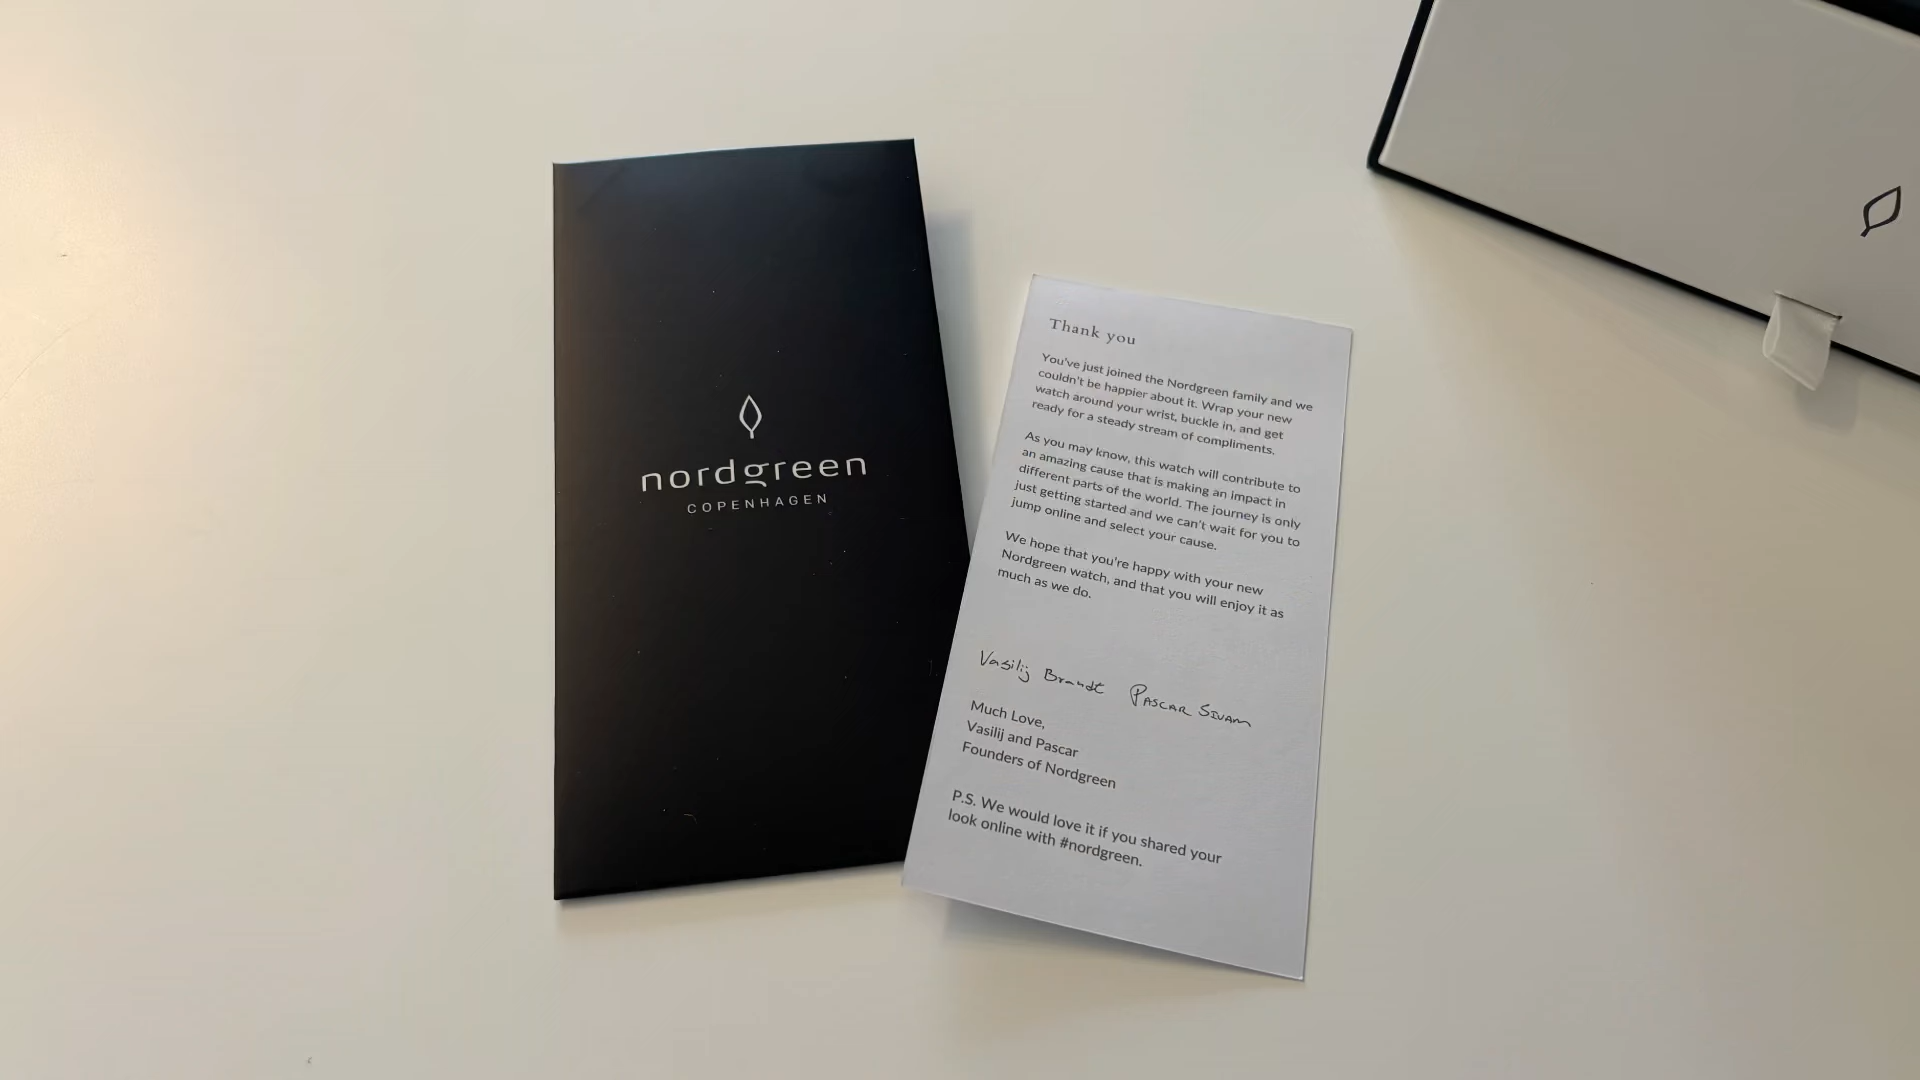 nordgreen
COPENHAGEN
Thank you
You've just joined the Nordgreen family and we
couldn't be happier about it. Wrap your new
watch around your wrist, buckle in, and get
ready for a steady stream of compliments.
As you may know, this watch will contribute to
an amazing cause that is making an impact in
different parts of the world. The journey is only
just getting started and we can't wait for you to
jump online and select your cause.
We hope that you're happy with your new
Nordgreen watch, and that you will enjoy it as
much as we do.
Vasilij Brandt Pascar Sivam
Much Love,
Vasilij and Pascar
Founders of Nordgreen
P.S. We would love it if you shared your
look online with #nordgreen.